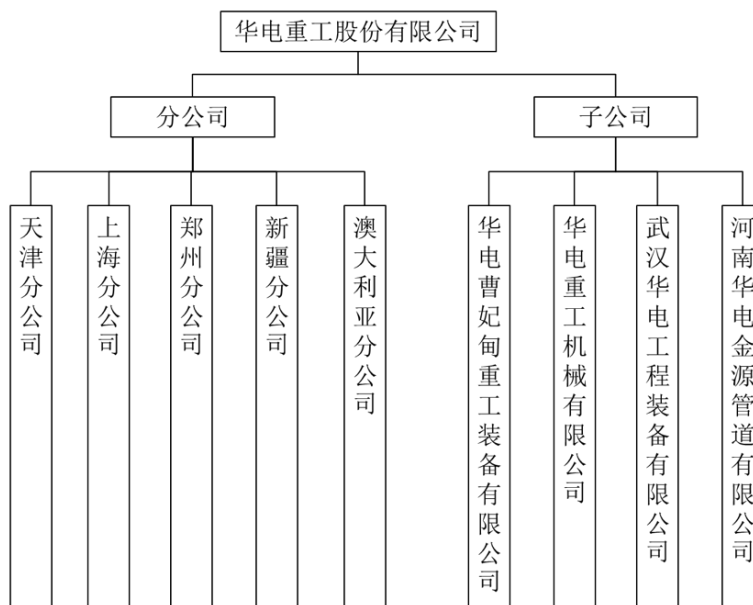 华电重工股份有限公司
分公司
子公司
天津分公司
上海分公司
郑州分公司
新疆分公司
澳大利亚分公司
华电曹妃甸重工装备有限公司
华电重工机械有限公司
武汉华电工程装备有限公司
河南华电金源管道有限公司